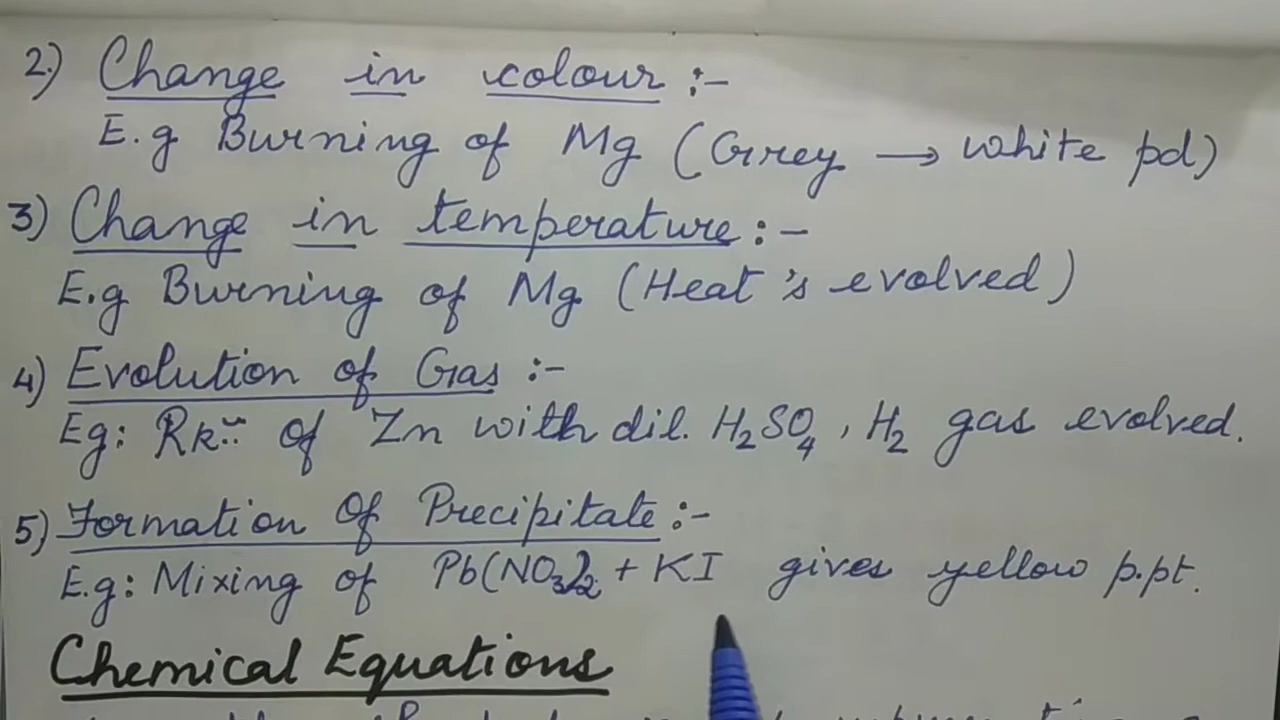 2) Change in colour :-
E.g Burning of Mg (Grey → white pd)
3) Change in temperature :-
E.g Burning of Mg (Heat 's evolved)
4) Evolution of Gas :-
Eg: Rxⁿ of Zn with dil. H₂SO₄, H₂ gas evolved.
5) Formation Of Precipitate :-
E.g: Mixing of Pb(NO₃)₂ + KI gives yellow p.pt.
Chemical Equations